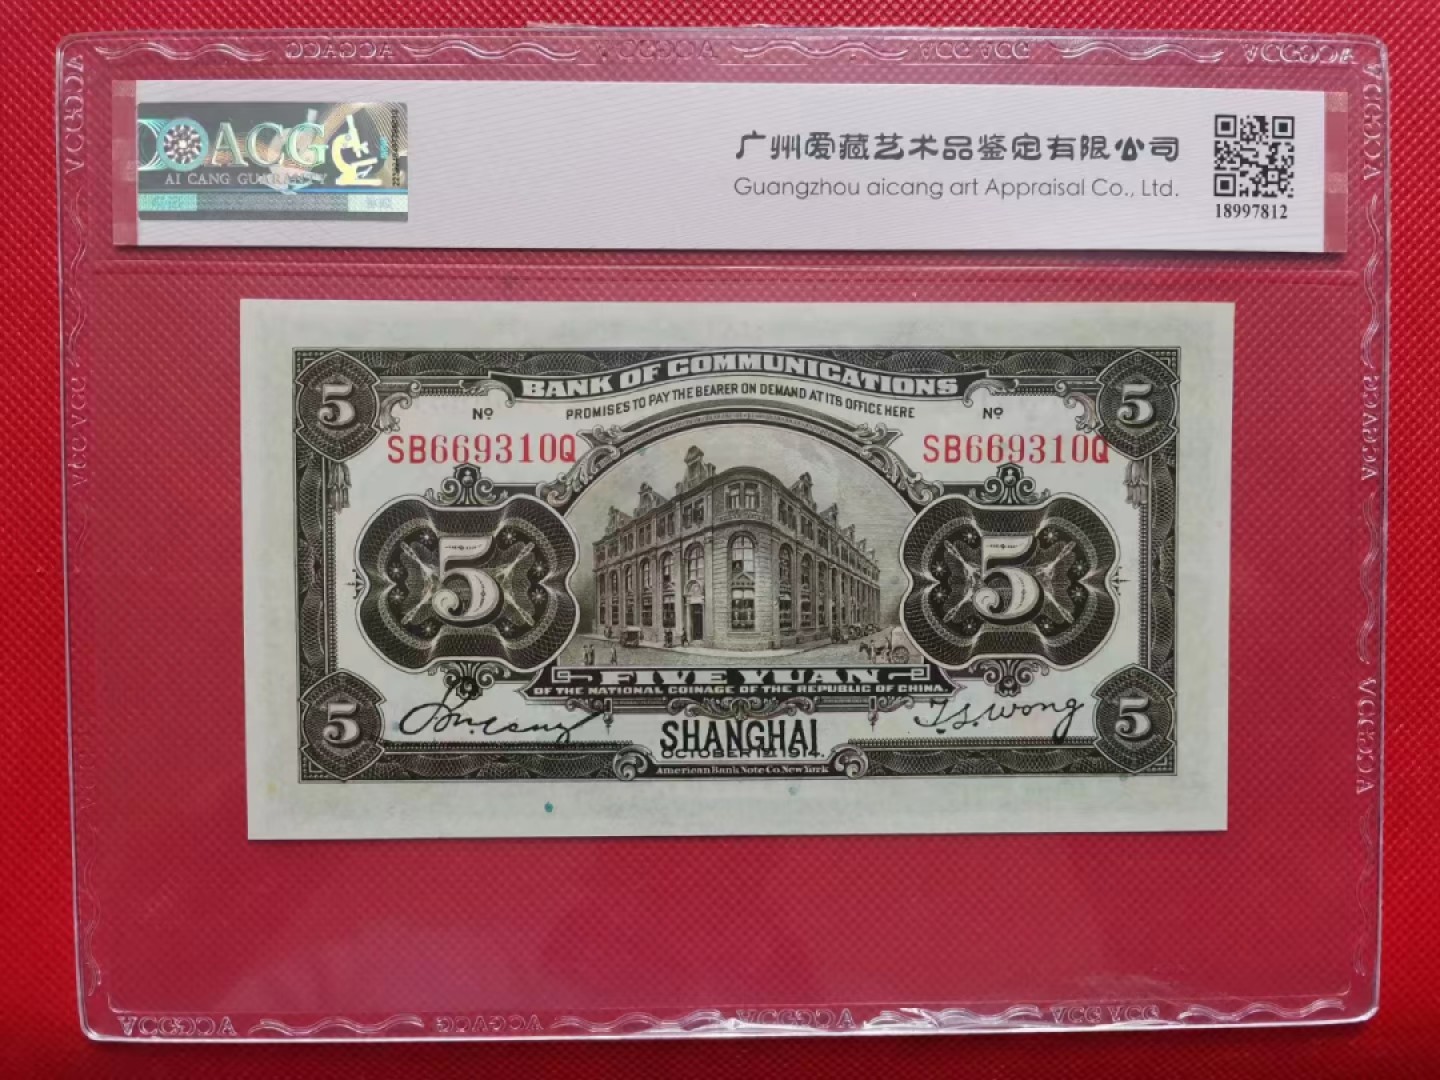 ACG
AI CANG GUARANTY
广州爱藏艺术品鉴定有限公司
Guangzhou aicang art Appraisal Co., Ltd.
18997812
5
5
BANK OF COMMUNICATIONS
PROMISES TO PAY THE BEARER ON DEMAND AT ITS OFFICE HERE
Nº
Nº
SB669310Q
SB669310Q
5
5
FIVE YUAN
OF THE NATIONAL COINAGE OF THE REPUBLIC OF CHINA.
5
T.S. Wong
5
SHANGHAI
OCTOBER 1ST 1914.
American Bank Note Co. New York